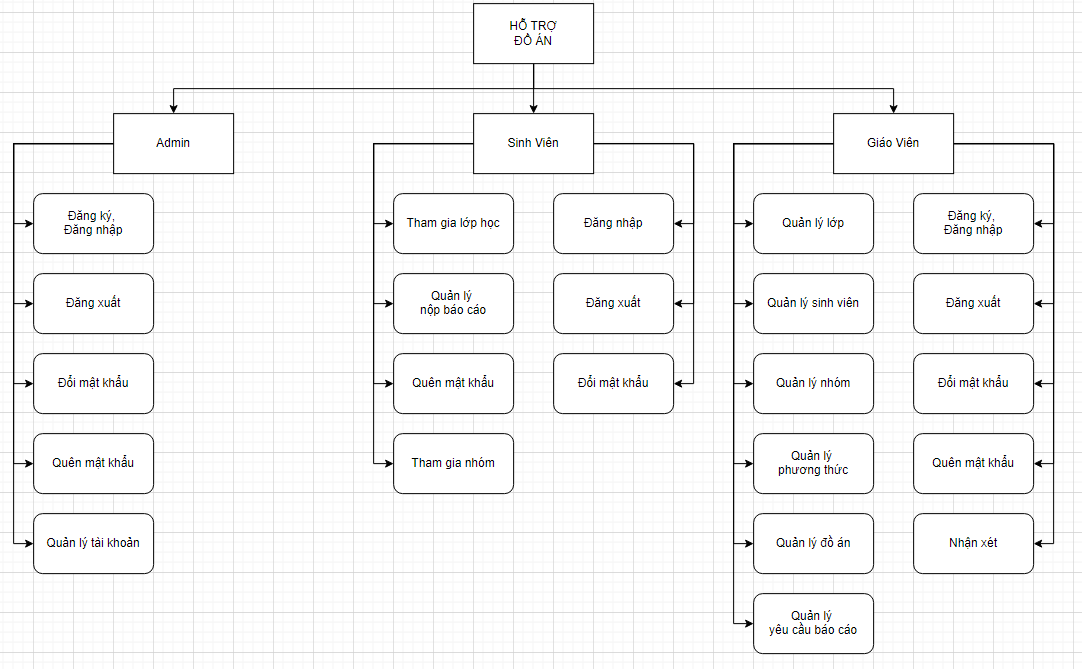 HỖ TRỢ
ĐỒ ÁN
Admin
Sinh Viên
Giáo Viên
Đăng ký,
Đăng nhập
Đăng xuất
Đổi mật khẩu
Quên mật khẩu
Quản lý tài khoản
Tham gia lớp học
Quản lý
nộp báo cáo
Quên mật khẩu
Tham gia nhóm
Đăng nhập
Đăng xuất
Đổi mật khẩu
Quản lý lớp
Quản lý sinh viên
Quản lý nhóm
Quản lý
phương thức
Quản lý đồ án
Quản lý
yêu cầu báo cáo
Đăng ký,
Đăng nhập
Đăng xuất
Đổi mật khẩu
Quên mật khẩu
Nhận xét